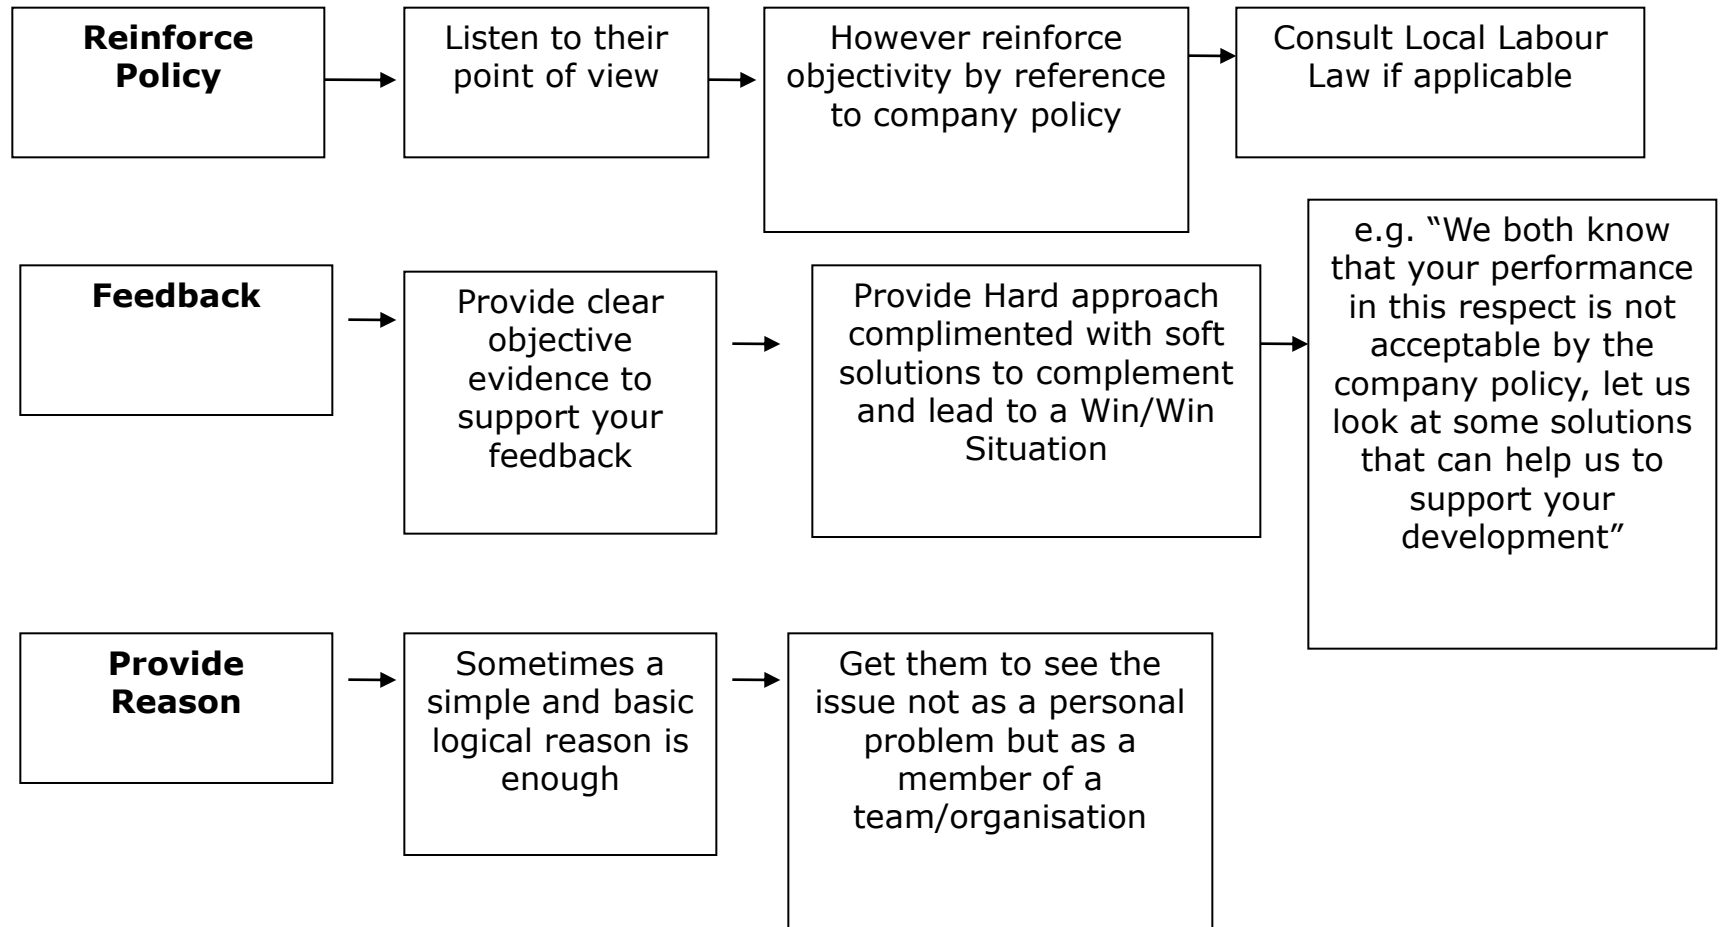 Reinforce
Policy
Listen to their
point of view
However reinforce
objectivity by reference
to company policy
Consult Local Labour
Law if applicable
Feedback
Provide clear
objective
evidence to
support your
feedback
Provide Hard approach
complimented with soft
solutions to complement
and lead to a Win/Win
Situation
e.g. “We both know
that your performance
in this respect is not
acceptable by the
company policy, let us
look at some solutions
that can help us to
support your
development”
Provide
Reason
Sometimes a
simple and basic
logical reason is
enough
Get them to see the
issue not as a personal
problem but as a
member of a
team/organisation